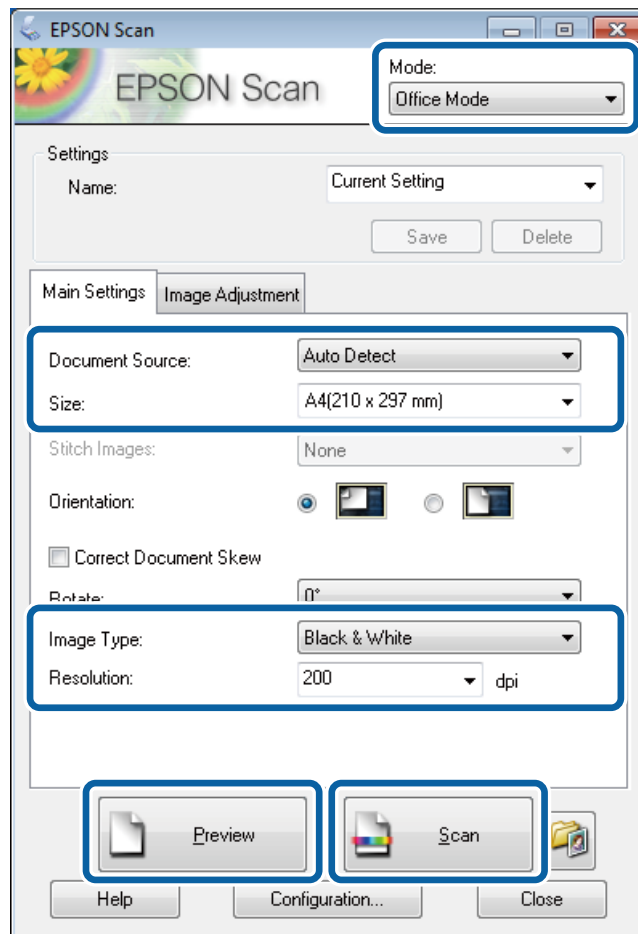 EPSON Scan
EPSON Scan
Mode:
Office Mode
Settings
Name:
Current Setting
Save
Delete
Main Settings
Image Adjustment
Document Source:
Auto Detect
Size:
A4(210 x 297 mm)
Stitch Images:
None
Orientation:
Correct Document Skew
Rotate:
0°
Image Type:
Black & White
Resolution:
200
dpi
Preview
Scan
Help
Configuration...
Close